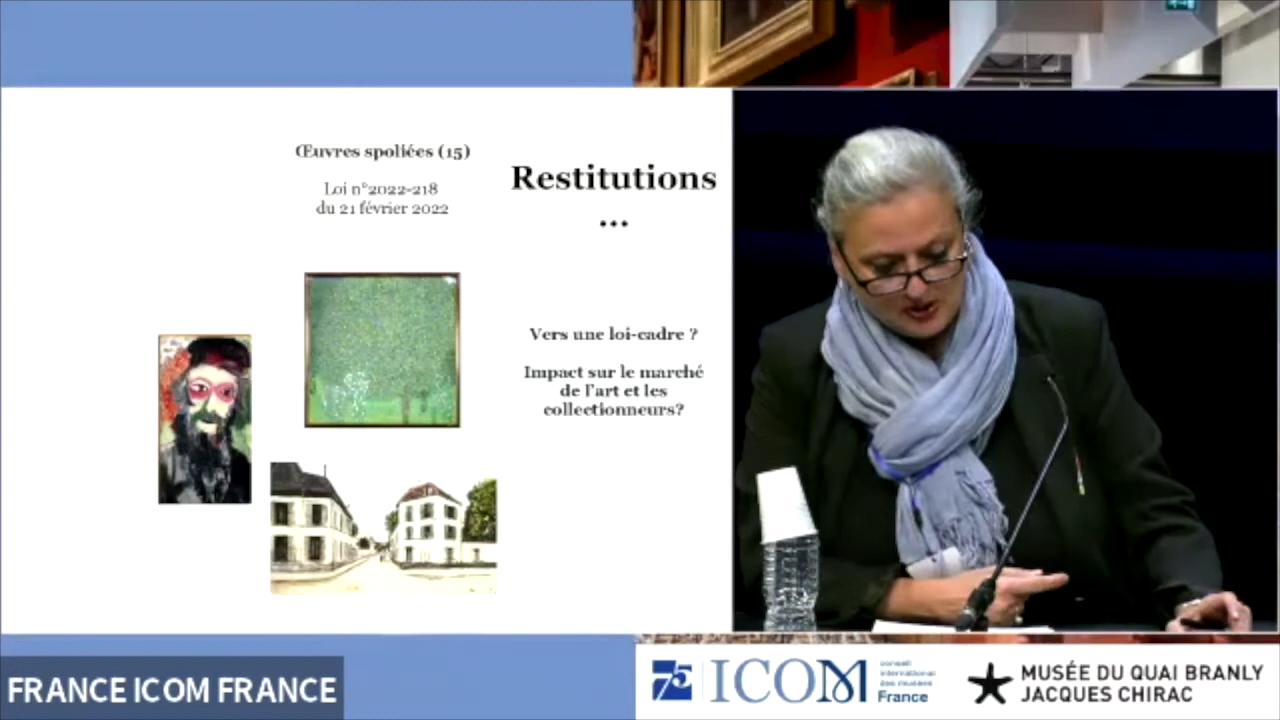 Œuvres spoliées (15)
Loi n°2022-218
du 21 février 2022
Restitutions
...
Vers une loi-cadre ?
Impact sur le marché
de l'art et les
collectionneurs?
FRANCE ICOM FRANCE
75
ICOM
conseil
international
des musées
France
MUSÉE DU QUAI BRANLY
JACQUES CHIRAC